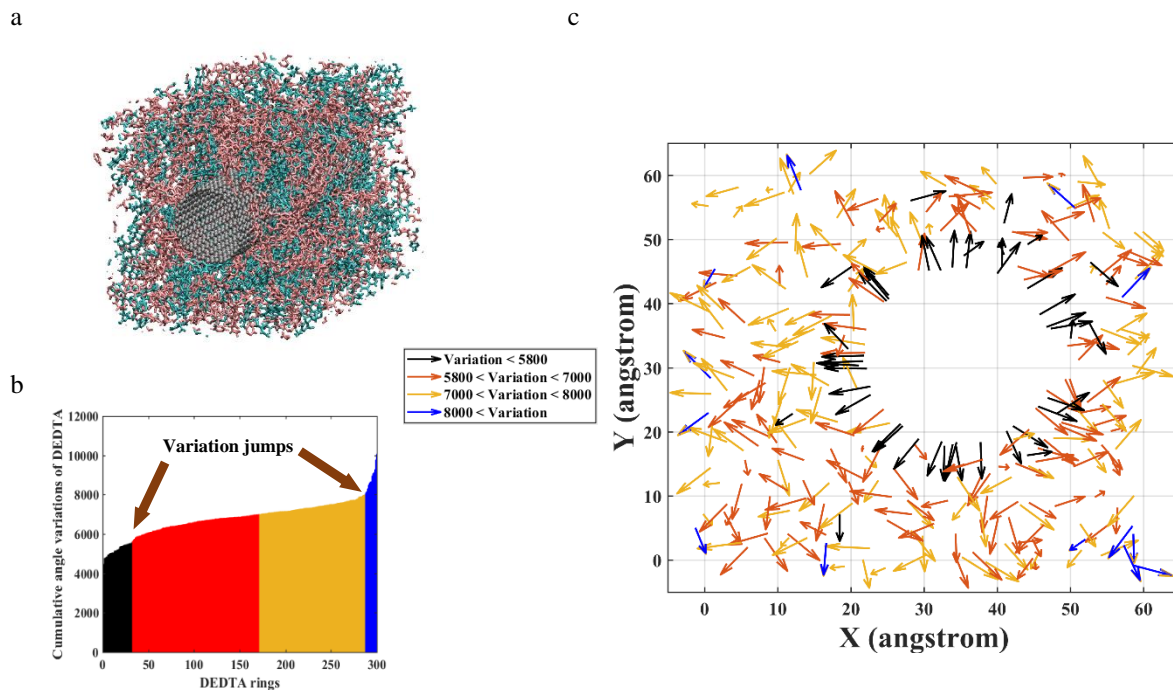 a
c
b
Variation < 5800
5800 < Variation < 7000
7000 < Variation < 8000
8000 < Variation
Cumulative angle variations of DEDTA
12000
10000
8000
6000
4000
2000
0
Variation jumps
0 50 100 150 200 250 300
DEDTA rings
Y (angstrom)
60
50
40
30
20
10
0
0 10 20 30 40 50 60
X (angstrom)